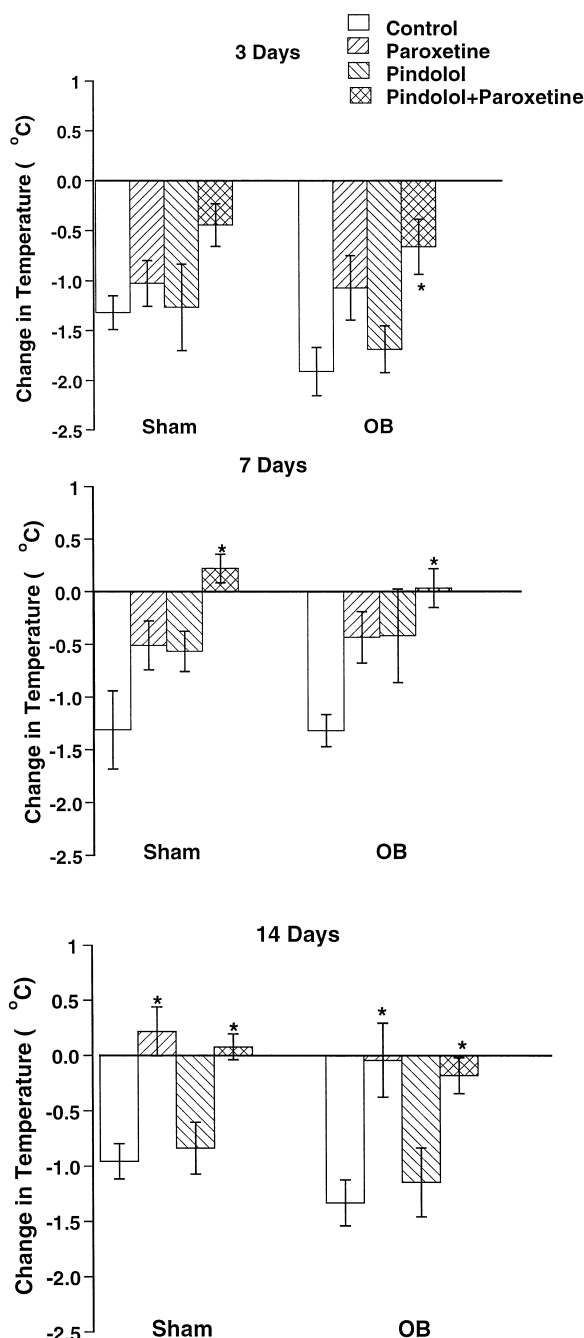 3 Days
Control
Paroxetine
Pindolol
Pindolol+Paroxetine
Change in Temperature ( °C)
1
0.5
0.0
-0.5
-1.0
-1.5
-2.0
-2.5
*
Sham
OB
7 Days
Change in Temperature ( °C)
1
0.5
0.0
-0.5
-1.0
-1.5
-2.0
-2.5
*
*
Sham
OB
14 Days
Change in Temperature ( °C)
1
0.5
0.0
-0.5
-1.0
-1.5
-2.0
-2.5
*
*
*
*
Sham
OB